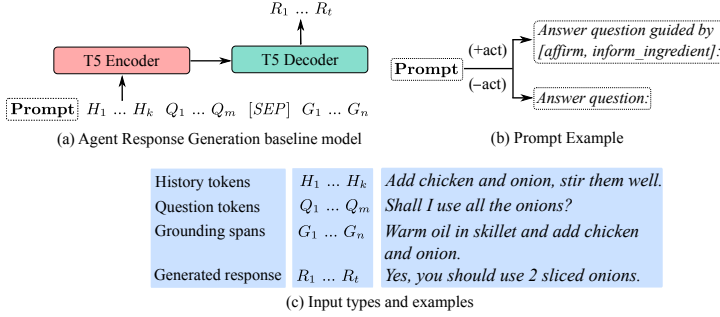 R₁ ... Rₜ
T5 Encoder
T5 Decoder
Prompt H₁ ... Hₖ Q₁ ... Qₘ [SEP] G₁ ... Gₙ
(a) Agent Response Generation baseline model
Prompt
(+act)
(−act)
Answer question guided by
[affirm, inform_ingredient]:
Answer question:
(b) Prompt Example
History tokens H₁ ... Hₖ Add chicken and onion, stir them well.
Question tokens Q₁ ... Qₘ Shall I use all the onions?
Grounding spans G₁ ... Gₙ Warm oil in skillet and add chicken
and onion.
Generated response R₁ ... Rₜ Yes, you should use 2 sliced onions.
(c) Input types and examples